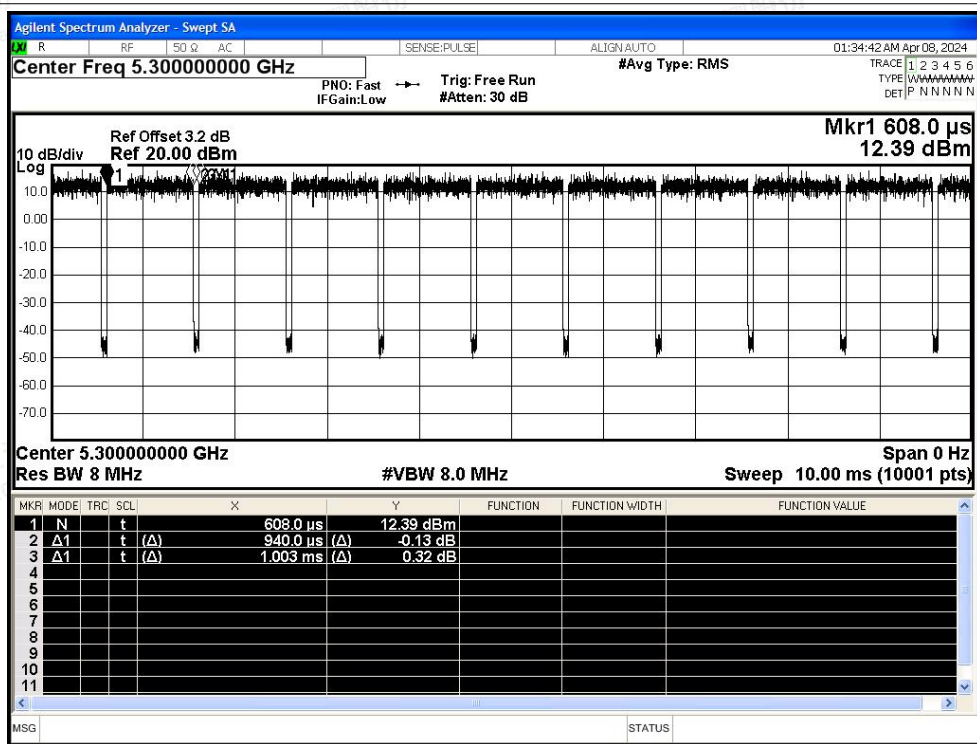 Agilent Spectrum Analyzer - Swept SA
LXI R RF 50 Ω AC SENSE:PULSE ALIGN AUTO 01:34:42 AM Apr 08, 2024
Center Freq 5.300000000 GHz
PNO: Fast
IFGain:Low
Trig: Free Run
#Atten: 30 dB
#Avg Type: RMS
TRACE 1 2 3 4 5 6
TYPE
DET P N N N N N
Ref Offset 3.2 dB
10 dB/div Ref 20.00 dBm
Mkr1 608.0 µs
12.39 dBm
Log
1
10.0
0.00
-10.0
-20.0
-30.0
-40.0
-50.0
-60.0
-70.0
Center 5.300000000 GHz Span 0 Hz
Res BW 8 MHz #VBW 8.0 MHz Sweep 10.00 ms (10001 pts)
MKR MODE TRC SCL X Y FUNCTION FUNCTION WIDTH FUNCTION VALUE
1 N t 608.0 µs 12.39 dBm
2 Δ1 t (Δ) 940.0 µs (Δ) -0.13 dB
3 Δ1 t (Δ) 1.003 ms (Δ) 0.32 dB
4
5
6
7
8
9
10
11
MSG STATUS